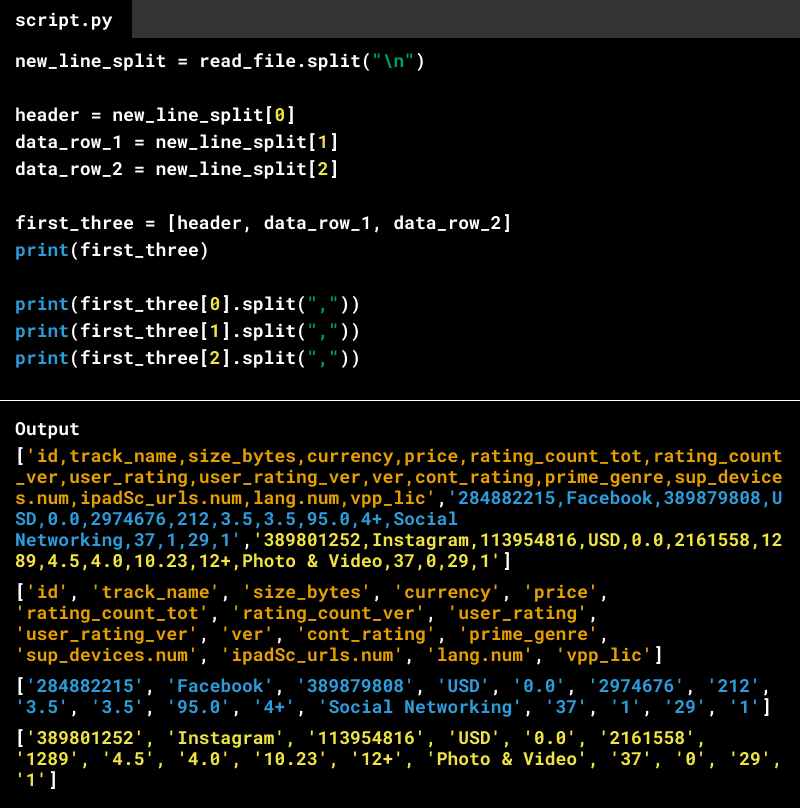 script.py
new_line_split = read_file.split("\n")
header = new_line_split[0]
data_row_1 = new_line_split[1]
data_row_2 = new_line_split[2]
first_three = [header, data_row_1, data_row_2]
print(first_three)
print(first_three[0].split(","))
print(first_three[1].split(","))
print(first_three[2].split(","))
Output
['id,track_name,size_bytes,currency,price,rating_count_tot,rating_count
_ver,user_rating,user_rating_ver,ver,cont_rating,prime_genre,sup_device
s.num,ipadSc_urls.num,lang.num,vpp_lic','284882215,Facebook,389879808,U
SD,0.0,2974676,212,3.5,3.5,95.0,4+,Social
Networking,37,1,29,1','389801252,Instagram,113954816,USD,0.0,2161558,12
89,4.5,4.0,10.23,12+,Photo & Video,37,0,29,1']
['id', 'track_name', 'size_bytes', 'currency', 'price',
'rating_count_tot', 'rating_count_ver', 'user_rating',
'user_rating_ver', 'ver', 'cont_rating', 'prime_genre',
'sup_devices.num', 'ipadSc_urls.num', 'lang.num', 'vpp_lic']
['284882215', 'Facebook', '389879808', 'USD', '0.0', '2974676', '212',
'3.5', '3.5', '95.0', '4+', 'Social Networking', '37', '1', '29', '1']
['389801252', 'Instagram', '113954816', 'USD', '0.0', '2161558',
'1289', '4.5', '4.0', '10.23', '12+', 'Photo & Video', '37', '0', '29',
'1']